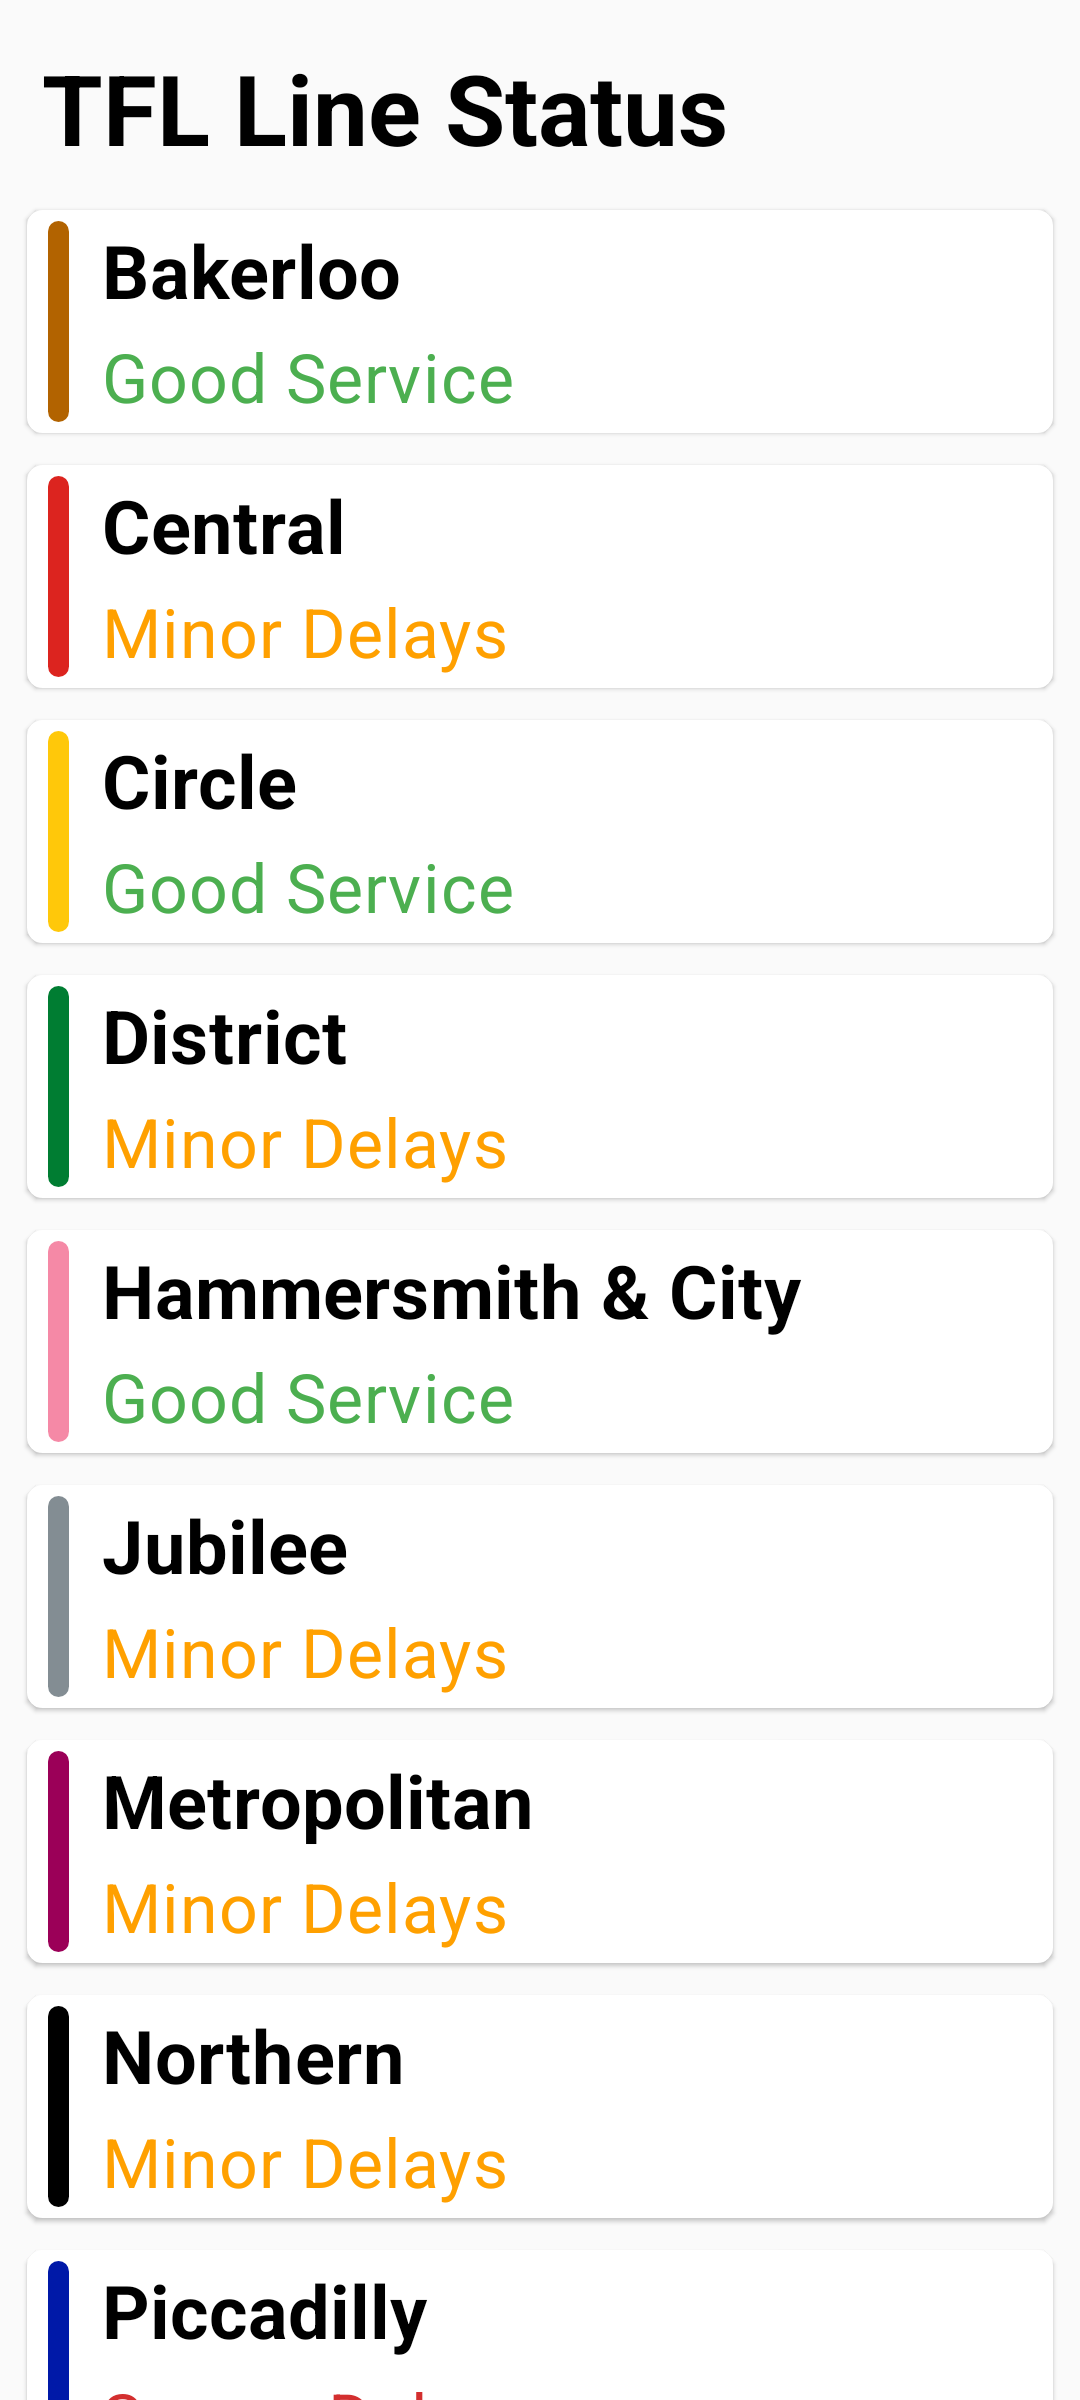 TFL Line Status
Bakerloo
Good Service
Central
Minor Delays
Circle
Good Service
District
Minor Delays
Hammersmith & City
Good Service
Jubilee
Minor Delays
Metropolitan
Minor Delays
Northern
Minor Delays
Piccadilly